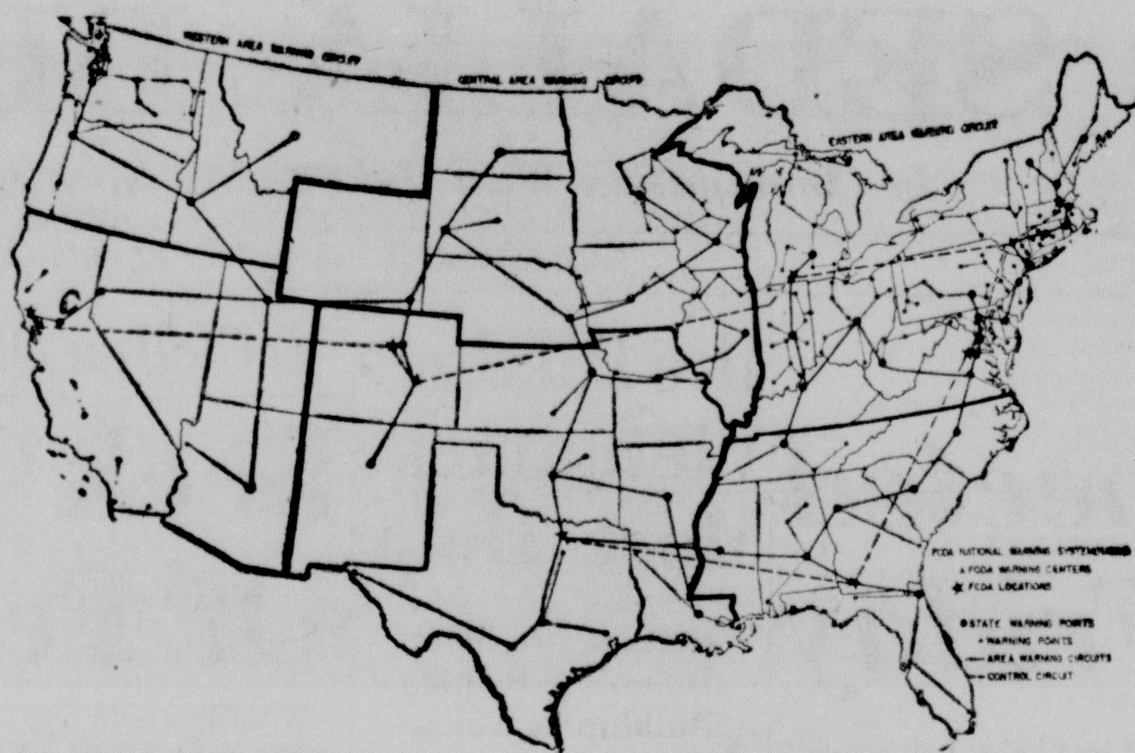 WESTERN AREA WARNING CIRCUIT
CENTRAL AREA WARNING CIRCUIT
EASTERN AREA WARNING CIRCUIT
FCDA NATIONAL WARNING SYSTEM
FCDA WARNING CENTERS
FCDA LOCATIONS
STATE WARNING POINTS
WARNING POINTS
AREA WARNING CIRCUITS
CONTROL CIRCUIT